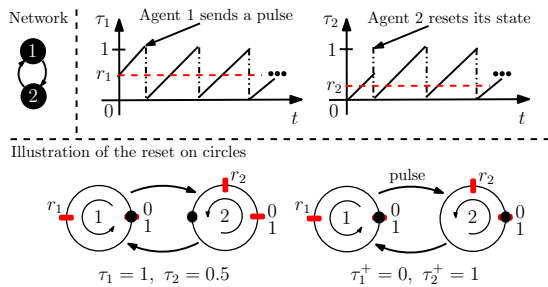 Network
1
2
τ₁
Agent 1 sends a pulse
1
r₁
0
t
τ₂
Agent 2 resets its state
1
r₂
0
t
Illustration of the reset on circles
r₁
1
0
1
r₂
2
0
1
τ₁ = 1, τ₂ = 0.5
r₁
1
0
1
pulse
r₂
2
0
1
τ₁⁺ = 0, τ₂⁺ = 1